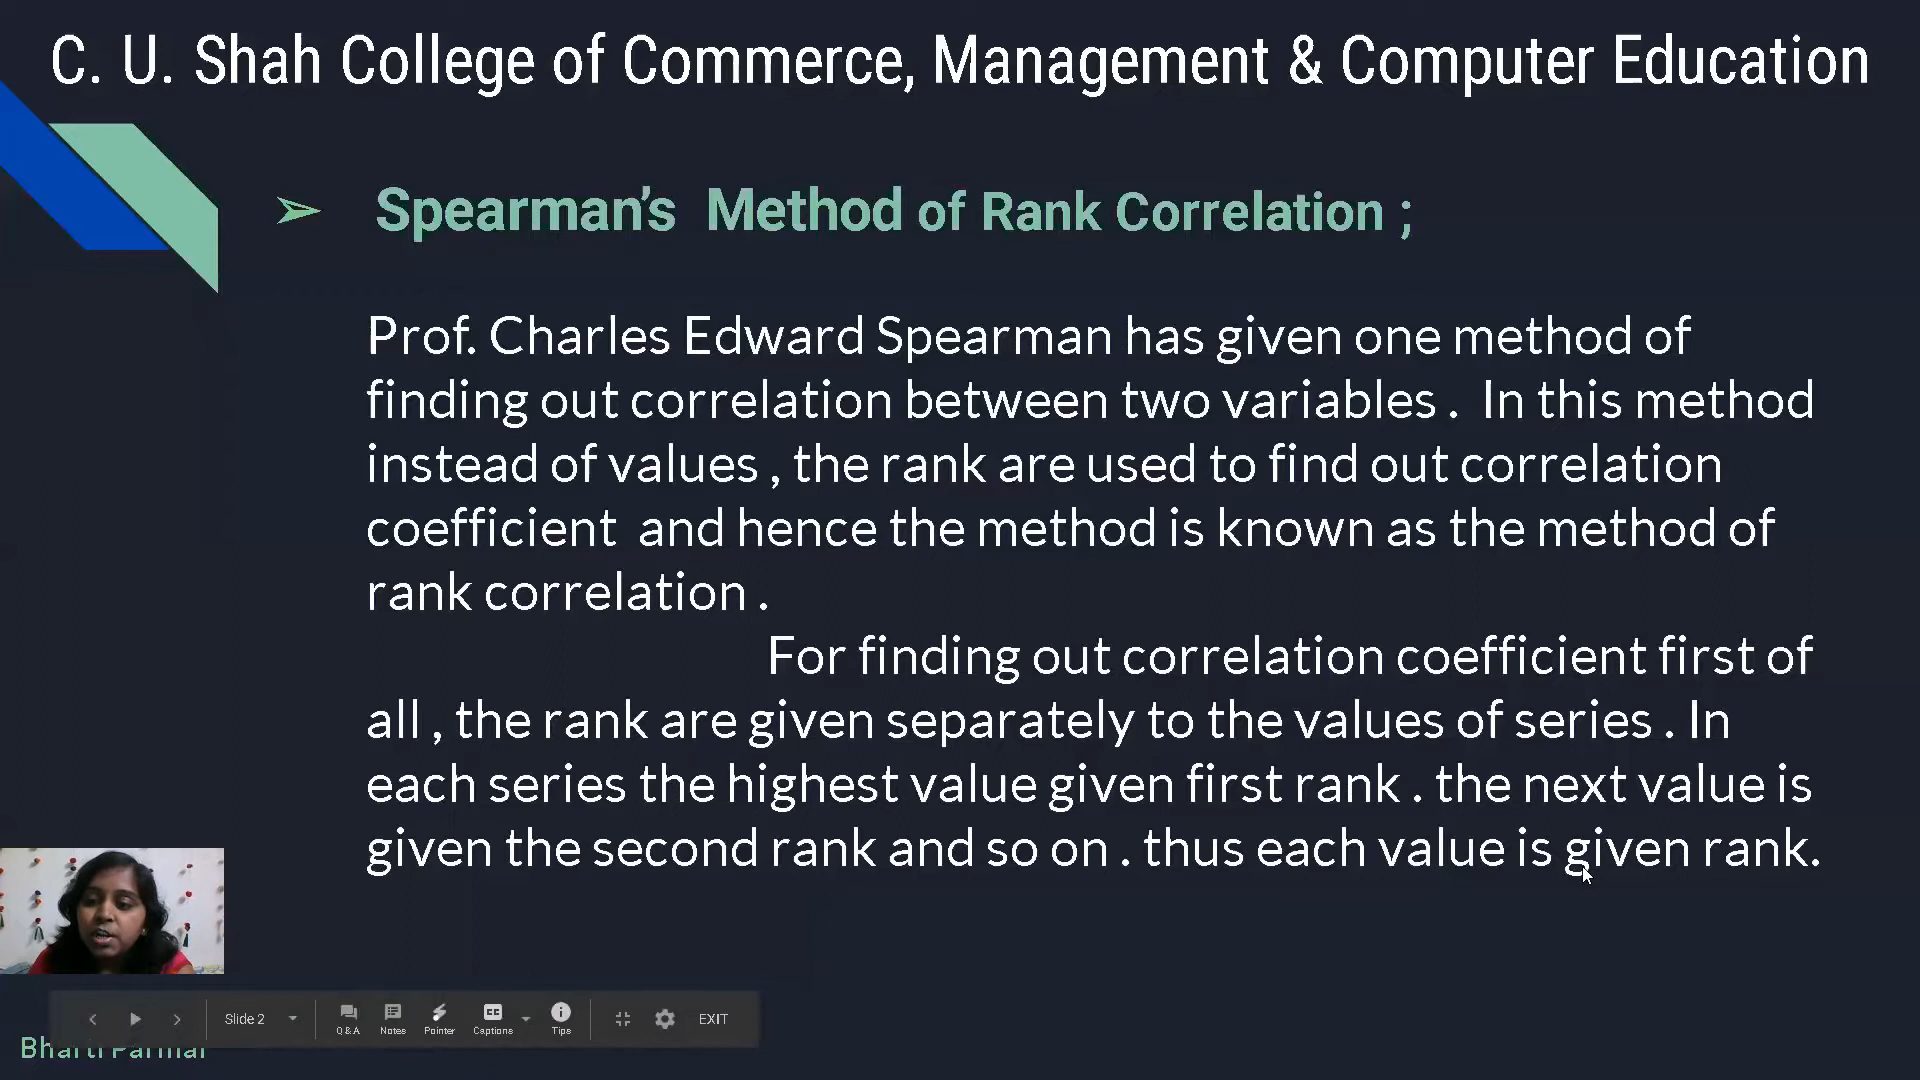 C. U. Shah College of Commerce, Management & Computer Education
➢ Spearman's Method of Rank Correlation ;
Prof. Charles Edward Spearman has given one method of
finding out correlation between two variables . In this method
instead of values , the rank are used to find out correlation
coefficient and hence the method is known as the method of
rank correlation .
For finding out correlation coefficient first of
all , the rank are given separately to the values of series . In
each series the highest value given first rank . the next value is
given the second rank and so on . thus each value is given rank.
Slide 2
Q & A Notes Pointer Captions Tips
EXIT
Bharti Parmar